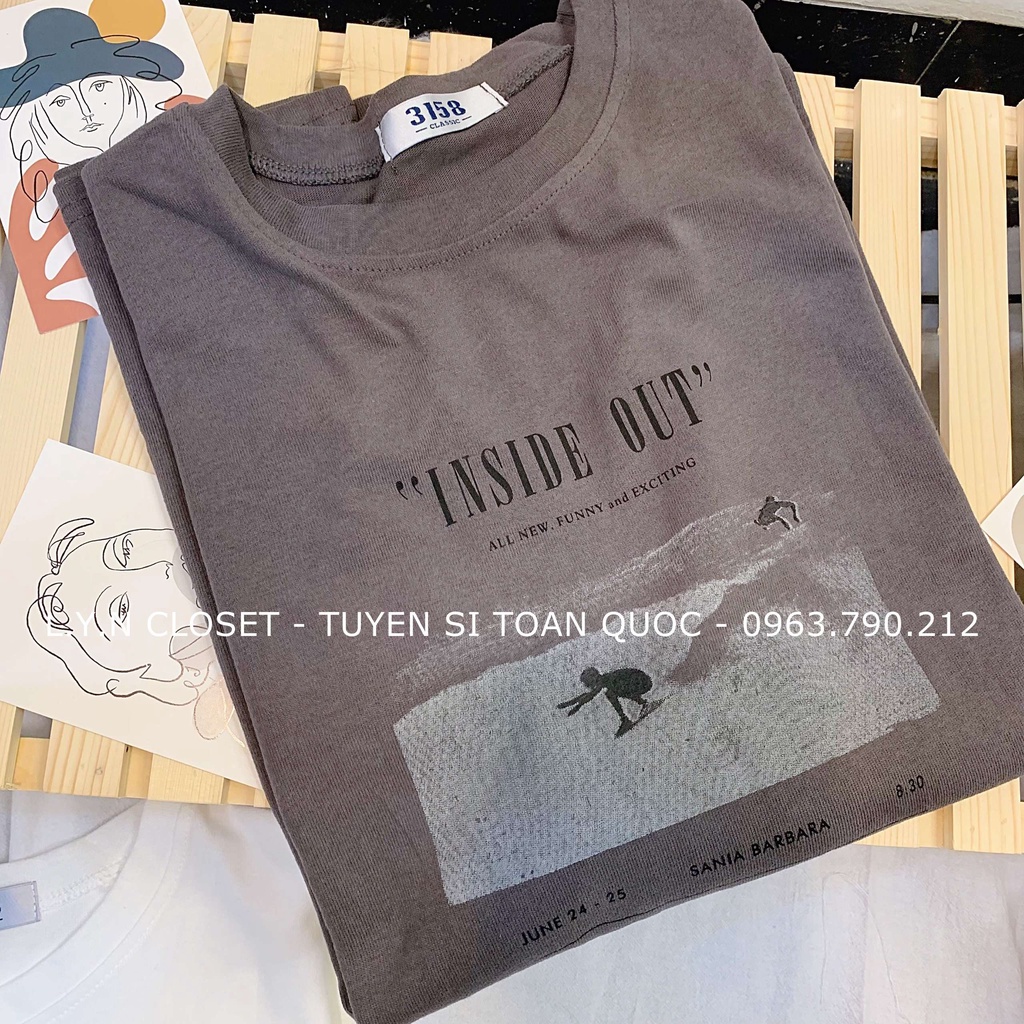 3158
CLASSIC
“INSIDE OUT”
ALL NEW, FUNNY and EXCITING
L.Y.N CLOSET - TUYEN SI TOAN QUOC - 0963.790.212
8:30
SANIA BARBARA
JUNE 24 - 25